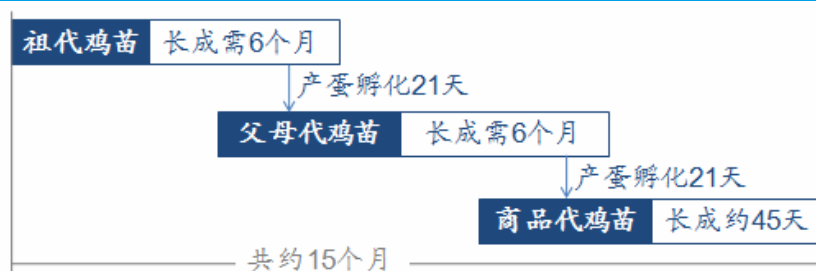 祖代鸡苗 长成需6个月
产蛋孵化21天
父母代鸡苗 长成需6个月
产蛋孵化21天
商品代鸡苗 长成约45天
共约15个月